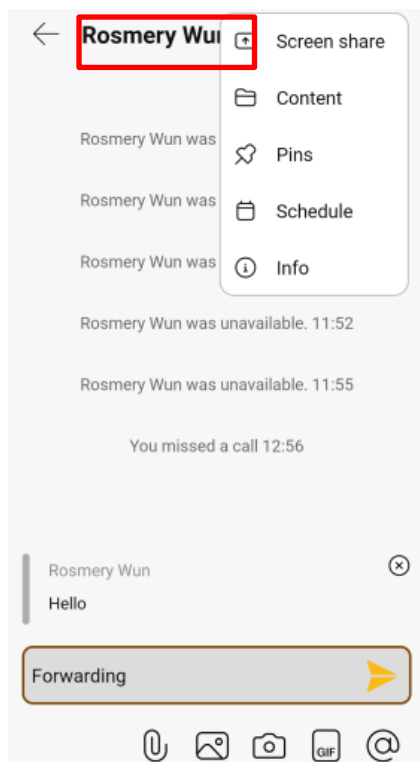 Rosmery Wu
Screen share
Content
Rosmery Wun was
Pins
Rosmery Wun was
Schedule
Rosmery Wun was
Info
Rosmery Wun was unavailable. 11:52
Rosmery Wun was unavailable. 11:55
You missed a call 12:56
Rosmery Wun
Hello
Forwarding
GIF
@